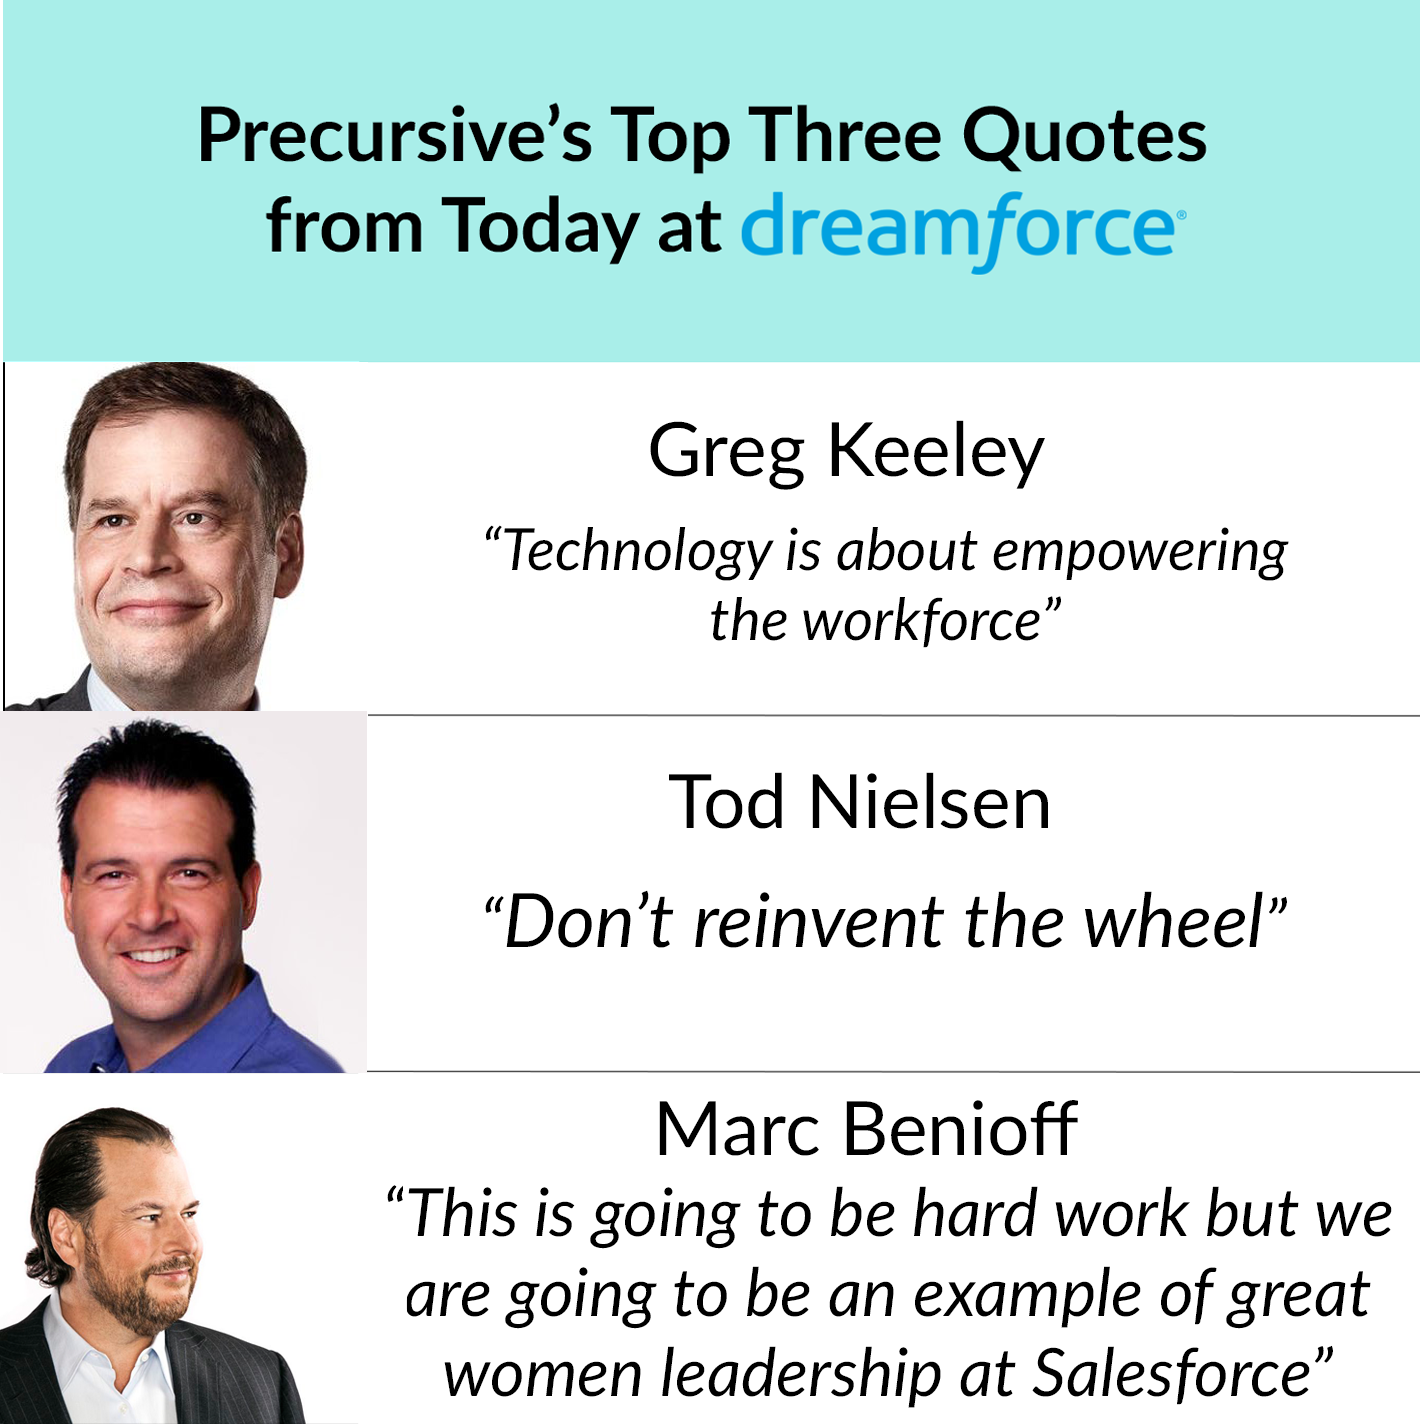 Precursive’s Top Three Quotes
from Today at dreamforce®
Greg Keeley
“Technology is about empowering
the workforce”
Tod Nielsen
“Don’t reinvent the wheel”
Marc Benioff
“This is going to be hard work but we
are going to be an example of great
women leadership at Salesforce”